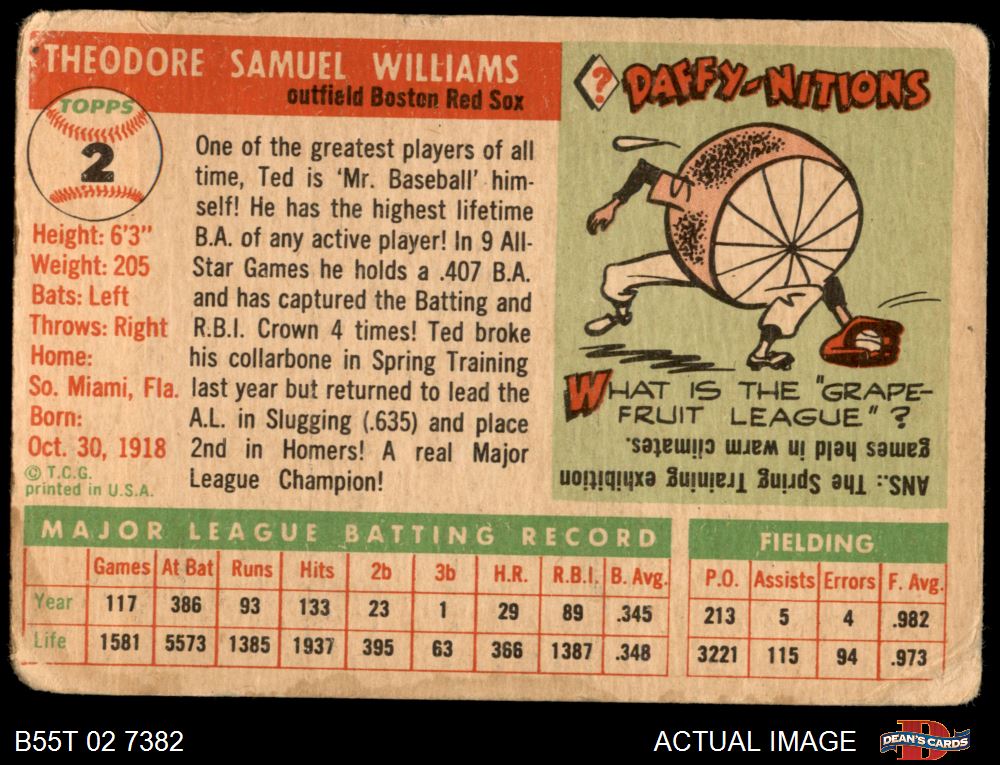 THEODORE SAMUEL WILLIAMS
outfield Boston Red Sox
TOPPS
2
Height: 6'3"
Weight: 205
Bats: Left
Throws: Right
Home:
So. Miami, Fla.
Born:
Oct. 30, 1918
© T.C.G.
printed in U.S.A.
One of the greatest players of all
time, Ted is 'Mr. Baseball' him-
self! He has the highest lifetime
B.A. of any active player! In 9 All-
Star Games he holds a .407 B.A.
and has captured the Batting and
R.B.I. Crown 4 times! Ted broke
his collarbone in Spring Training
last year but returned to lead the
A.L. in Slugging (.635) and place
2nd in Homers! A real Major
League Champion!
? DAFFY-NITIONS
WHAT IS THE "GRAPE-
FRUIT LEAGUE"?
ANS.: The Spring Training exhibition
games held in warm climates.
MAJOR LEAGUE BATTING RECORD
Games At Bat Runs Hits 2b 3b H.R. R.B.I. B. Avg.
Year 117 386 93 133 23 1 29 89 .345
Life 1581 5573 1385 1937 395 63 366 1387 .348
FIELDING
P.O. Assists Errors F. Avg.
213 5 4 .982
3221 115 94 .973
B55T 02 7382
ACTUAL IMAGE
D
DEAN'S CARDS